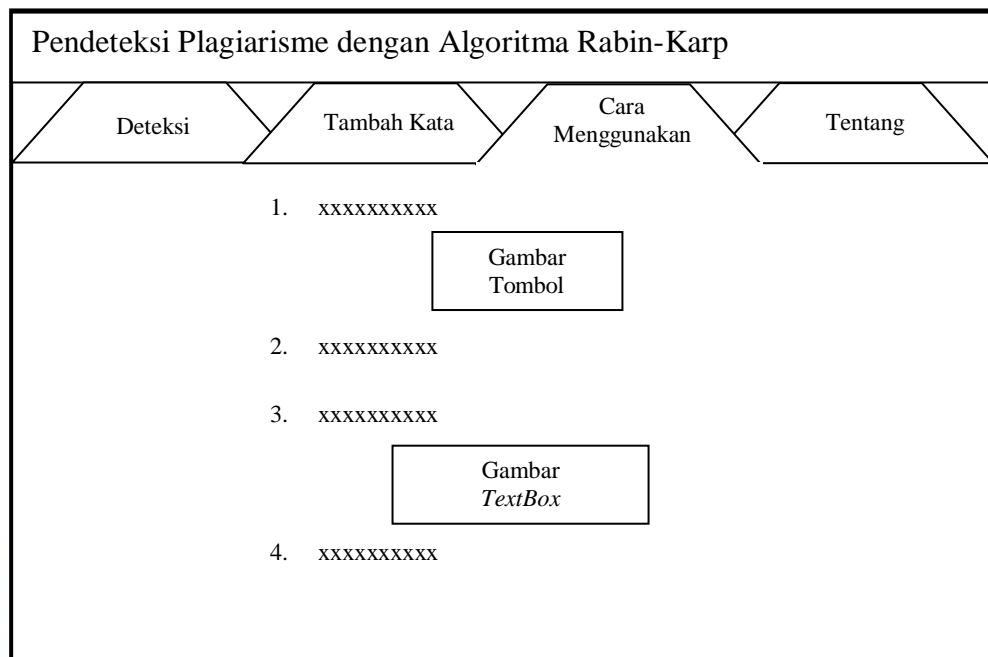 Pendeteksi Plagiarisme dengan Algoritma Rabin-Karp
Deteksi
Tambah Kata
Cara
Menggunakan
Tentang
1. xxxxxxxxxx
Gambar
Tombol
2. xxxxxxxxxx
3. xxxxxxxxxx
Gambar
TextBox
4. xxxxxxxxxx